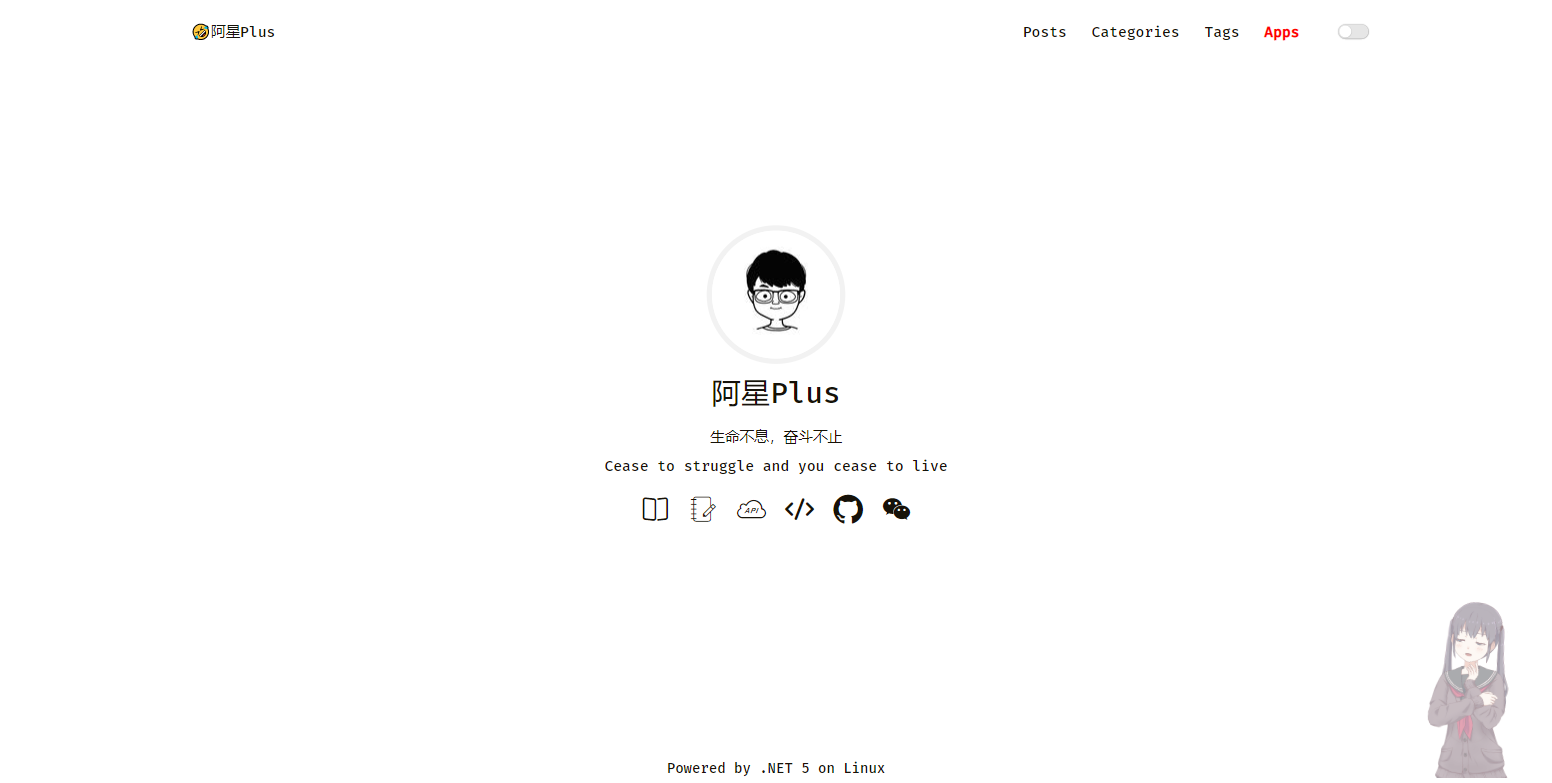 🤣阿星Plus
Posts Categories Tags Apps
阿星Plus
生命不息，奋斗不止
Cease to struggle and you cease to live
API
Powered by .NET 5 on Linux